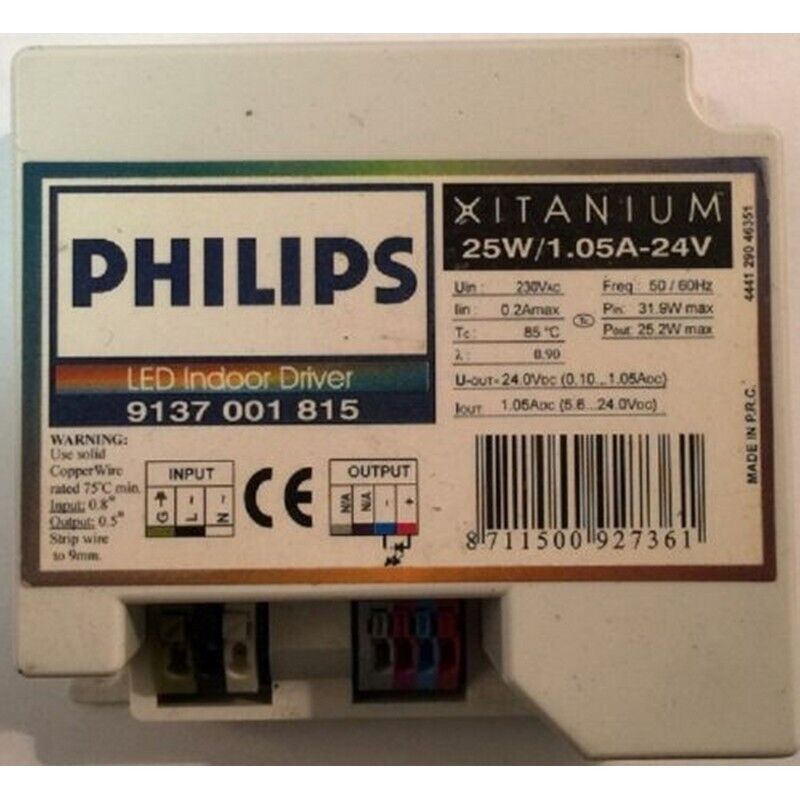 PHILIPS
LED Indoor Driver
9137 001 815
XITANIUM™
25W/1.05A-24V
Uin : 230VAC Freq : 50 / 60Hz
Iin : 0.2Amax Pin : 31.9W max
Tc : 85 °C Tc Pout : 25.2W max
λ : 0.90
U-OUT= 24.0VDC (0.10...1.05ADC)
IOUT 1.05ADC (5.6...24.0VDC)
4441 290 46351
MADE IN P.R.C.
WARNING:
Use solid
CopperWire
rated 75°C min.
Input: 0.8"
Output: 0.5"
Strip wire
to 9mm.
INPUT
G
L ~
N ~
CE
OUTPUT
N/A
N/A
-
+
8 711500 927361